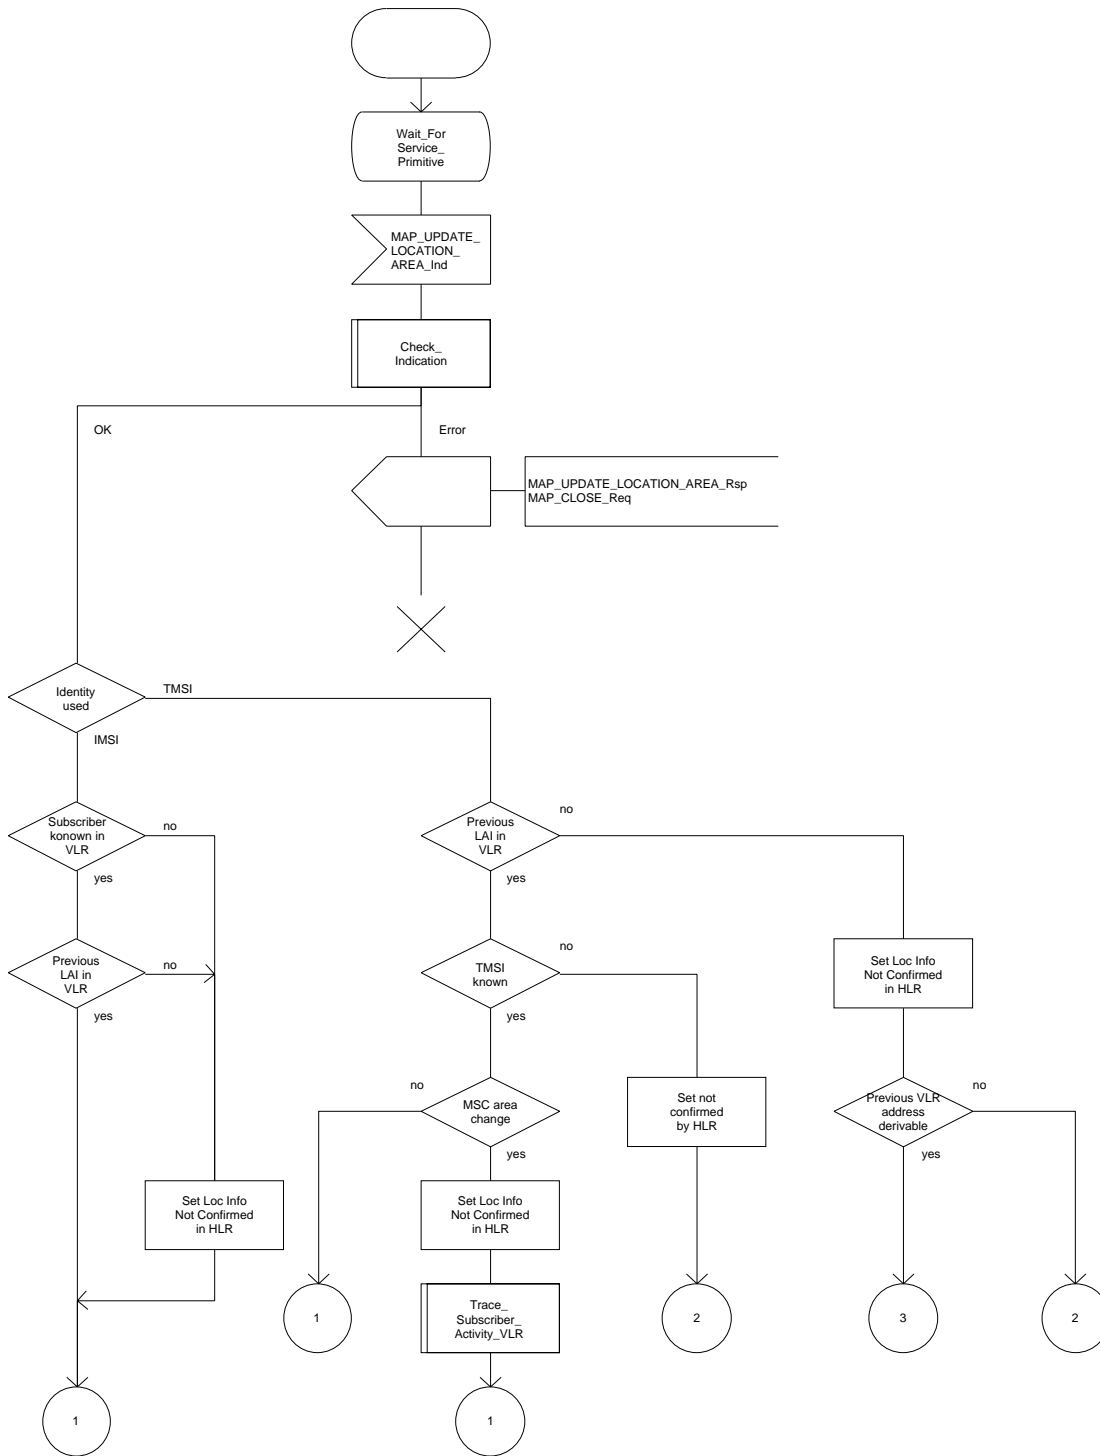 Wait_For
Service_
Primitive
MAP_UPDATE_
LOCATION_
AREA_Ind
Check_
Indication
OK
Error
MAP_UPDATE_LOCATION_AREA_Rsp
MAP_CLOSE_Req
Identity
used
TMSI
IMSI
Subscriber
konown in
VLR
no
yes
Previous
LAI in
VLR
no
yes
Previous
LAI in
VLR
no
yes
TMSI
known
no
yes
Set Loc Info
Not Confirmed
in HLR
no
MSC area
change
yes
Set not
confirmed
by HLR
Previous VLR
address
derivable
no
yes
Set Loc Info
Not Confirmed
in HLR
Set Loc Info
Not Confirmed
in HLR
1
Trace_
Subscriber_
Activity_VLR
2
3
2
1
1